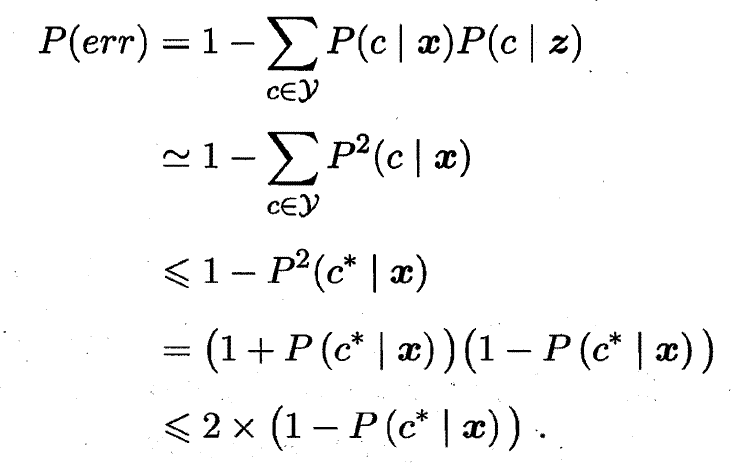 P(err) = 1 − ∑_{c∈𝒴} P(c | 𝒙)P(c | 𝒛)
≃ 1 − ∑_{c∈𝒴} P²(c | 𝒙)
⩽ 1 − P²(c* | 𝒙)
= (1 + P(c* | 𝒙))(1 − P(c* | 𝒙))
⩽ 2 × (1 − P(c* | 𝒙)) .